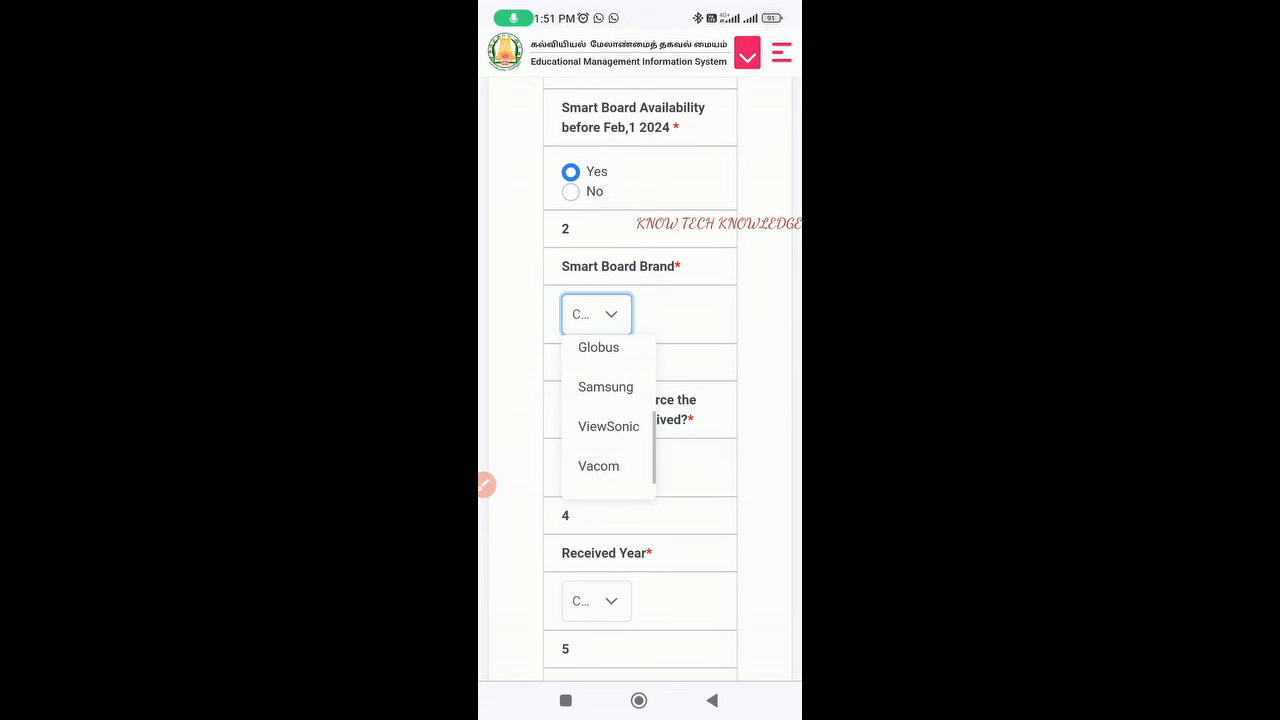 1:51 PM
4G+
91
கல்வியியல் மேலாண்மைத் தகவல் மையம்
Educational Management Information System
Smart Board Availability
before Feb,1 2024 *
Yes
No
KNOW TECH KNOWLEDGE
2
Smart Board Brand*
C...
Globus
Samsung
rce the
ived?*
ViewSonic
Vacom
4
Received Year*
C...
5